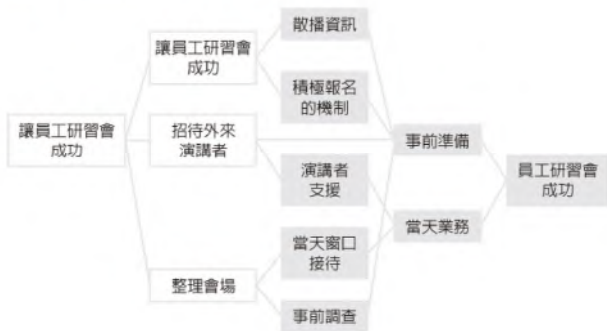 讓員工研習會
成功
讓員工研習會
成功
招待外來
演講者
整理會場
散播資訊
積極報名
的機制
演講者
支援
當天窗口
接待
事前調查
事前準備
當天業務
員工研習會
成功